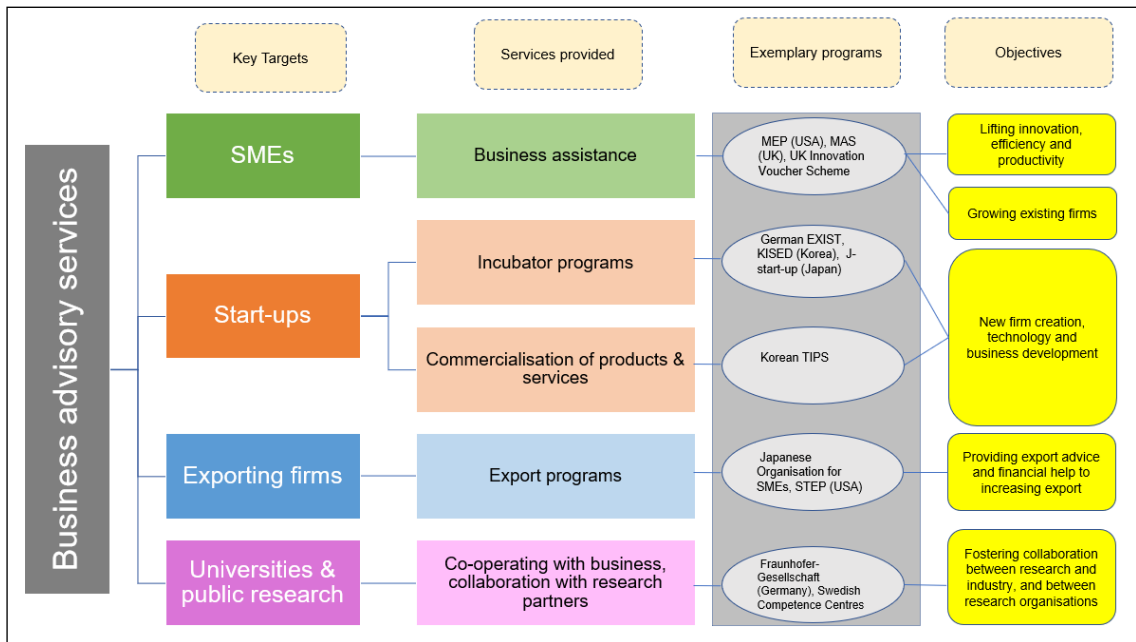 Key Targets
Services provided
Exemplary programs
Objectives
Business advisory services
SMEs
Business assistance
MEP (USA), MAS
(UK), UK Innovation
Voucher Scheme
Lifting innovation,
efficiency and
productivity
Growing existing firms
Start-ups
Incubator programs
German EXIST,
KISED (Korea), J-
start-up (Japan)
New firm creation,
technology and
business development
Commercialisation of products &
services
Korean TIPS
Exporting firms
Export programs
Japanese
Organisation for
SMEs, STEP (USA)
Providing export advice
and financial help to
increasing export
Universities &
public research
Co-operating with business,
collaboration with research
partners
Fraunhofer-
Gesellschaft
(Germany), Swedish
Competence Centres
Fostering collaboration
between research and
industry, and between
research organisations